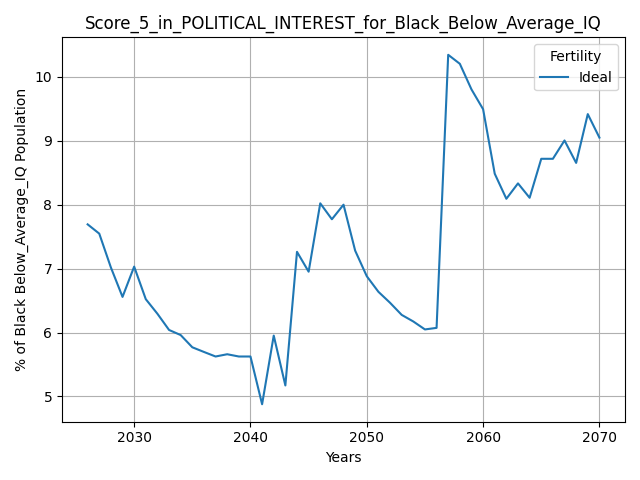 Score_5_in_POLITICAL_INTEREST_for_Black_Below_Average_IQ
Fertility
Ideal
% of Black Below_Average_IQ Population
10
9
8
7
6
5
2030 2040 2050 2060 2070
Years